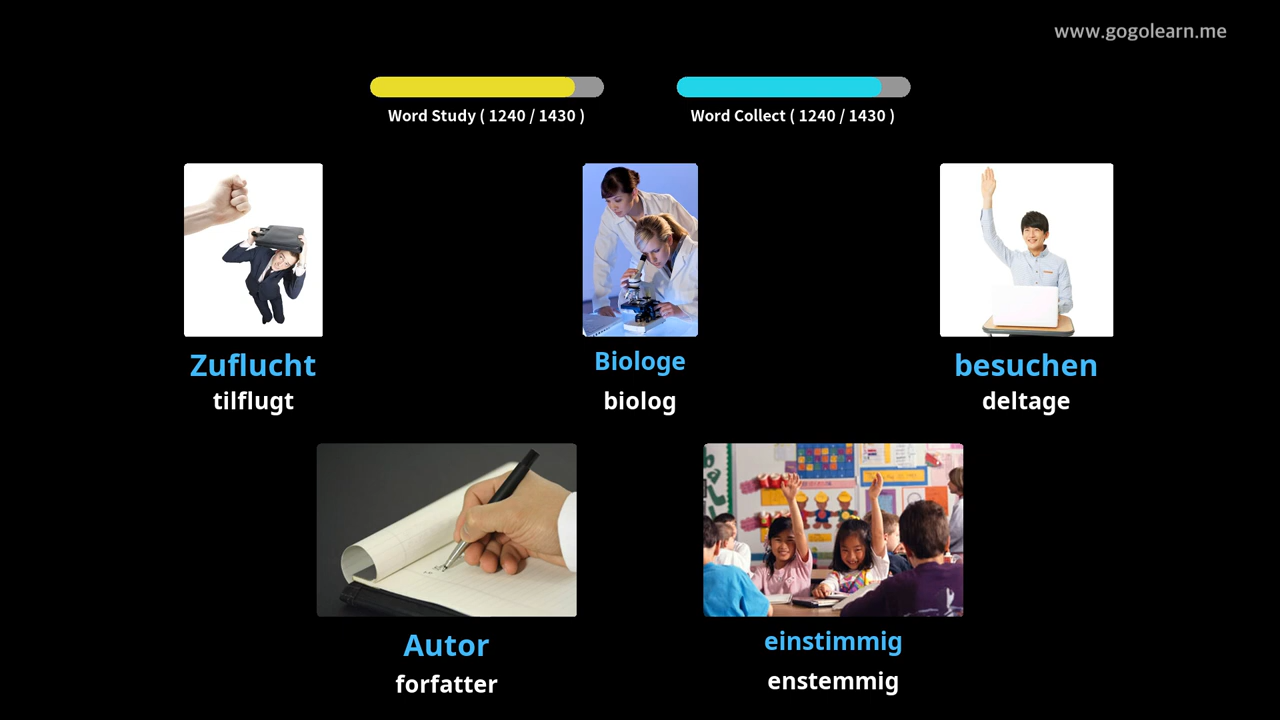 www.gogolearn.me
Word Study ( 1240 / 1430 )
Word Collect ( 1240 / 1430 )
Zuflucht
tilflugt
Biologe
biolog
besuchen
deltage
Autor
forfatter
einstimmig
enstemmig